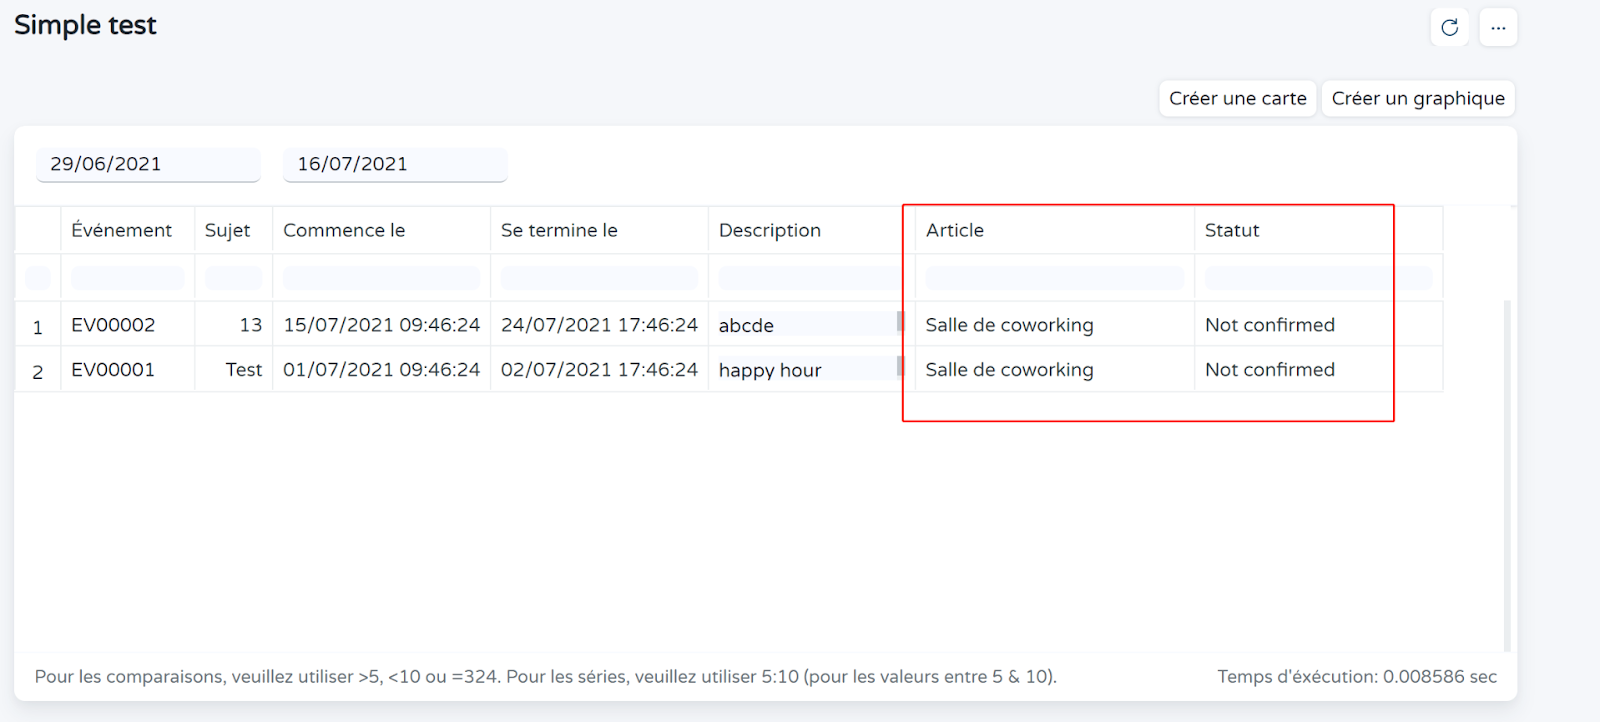 Simple test
...
Créer une carte Créer un graphique
29/06/2021 16/07/2021
Événement Sujet Commence le Se termine le Description Article Statut
1 EV00002 13 15/07/2021 09:46:24 24/07/2021 17:46:24 abcde Salle de coworking Not confirmed
2 EV00001 Test 01/07/2021 09:46:24 02/07/2021 17:46:24 happy hour Salle de coworking Not confirmed
Pour les comparaisons, veuillez utiliser >5, <10 ou =324. Pour les séries, veuillez utiliser 5:10 (pour les valeurs entre 5 & 10). Temps d'éxécution: 0.008586 sec